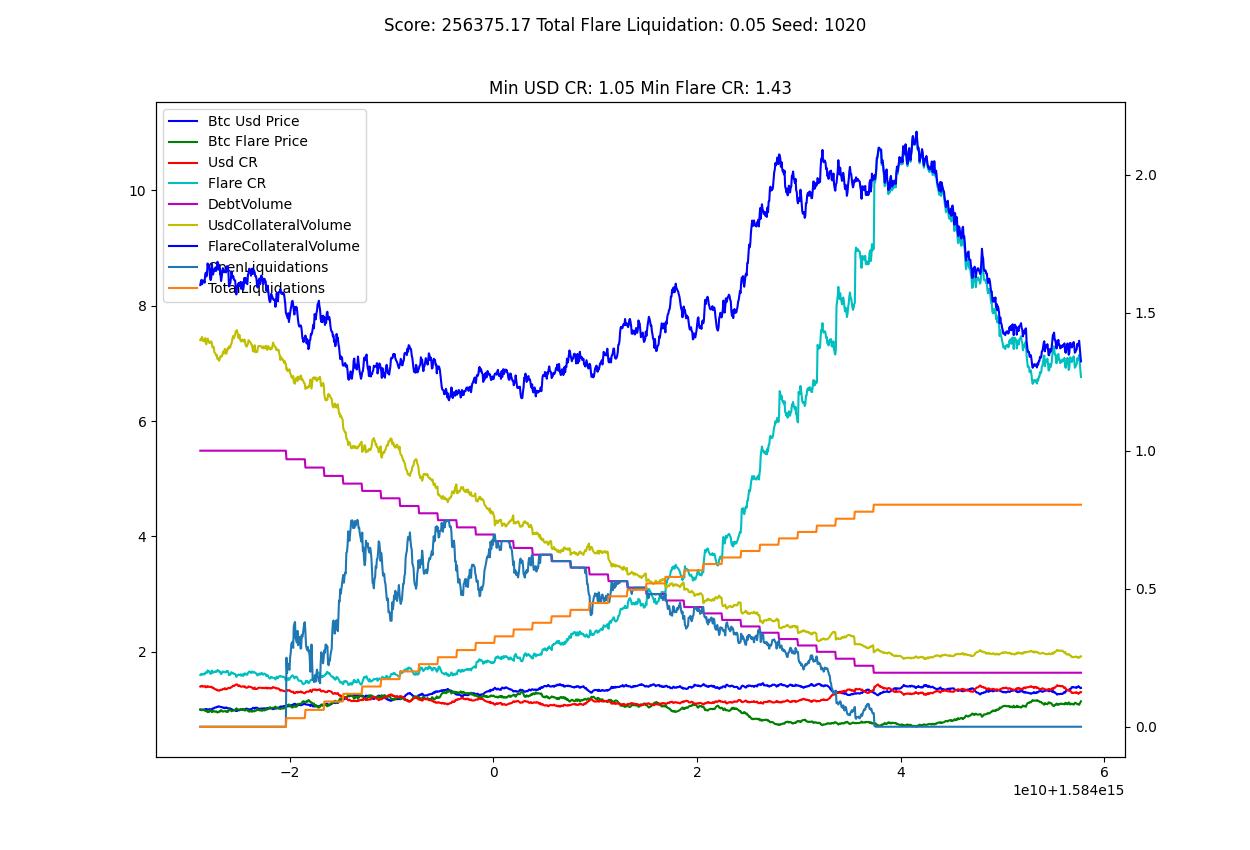 Score: 256375.17 Total Flare Liquidation: 0.05 Seed: 1020
Min USD CR: 1.05 Min Flare CR: 1.43
Btc Usd Price
Btc Flare Price
Usd CR
Flare CR
DebtVolume
UsdCollateralVolume
FlareCollateralVolume
OpenLiquidations
TotalLiquidations
10
8
6
4
2
2.0
1.5
1.0
0.5
0.0
−2 0 2 4 6
1e10+1.584e15